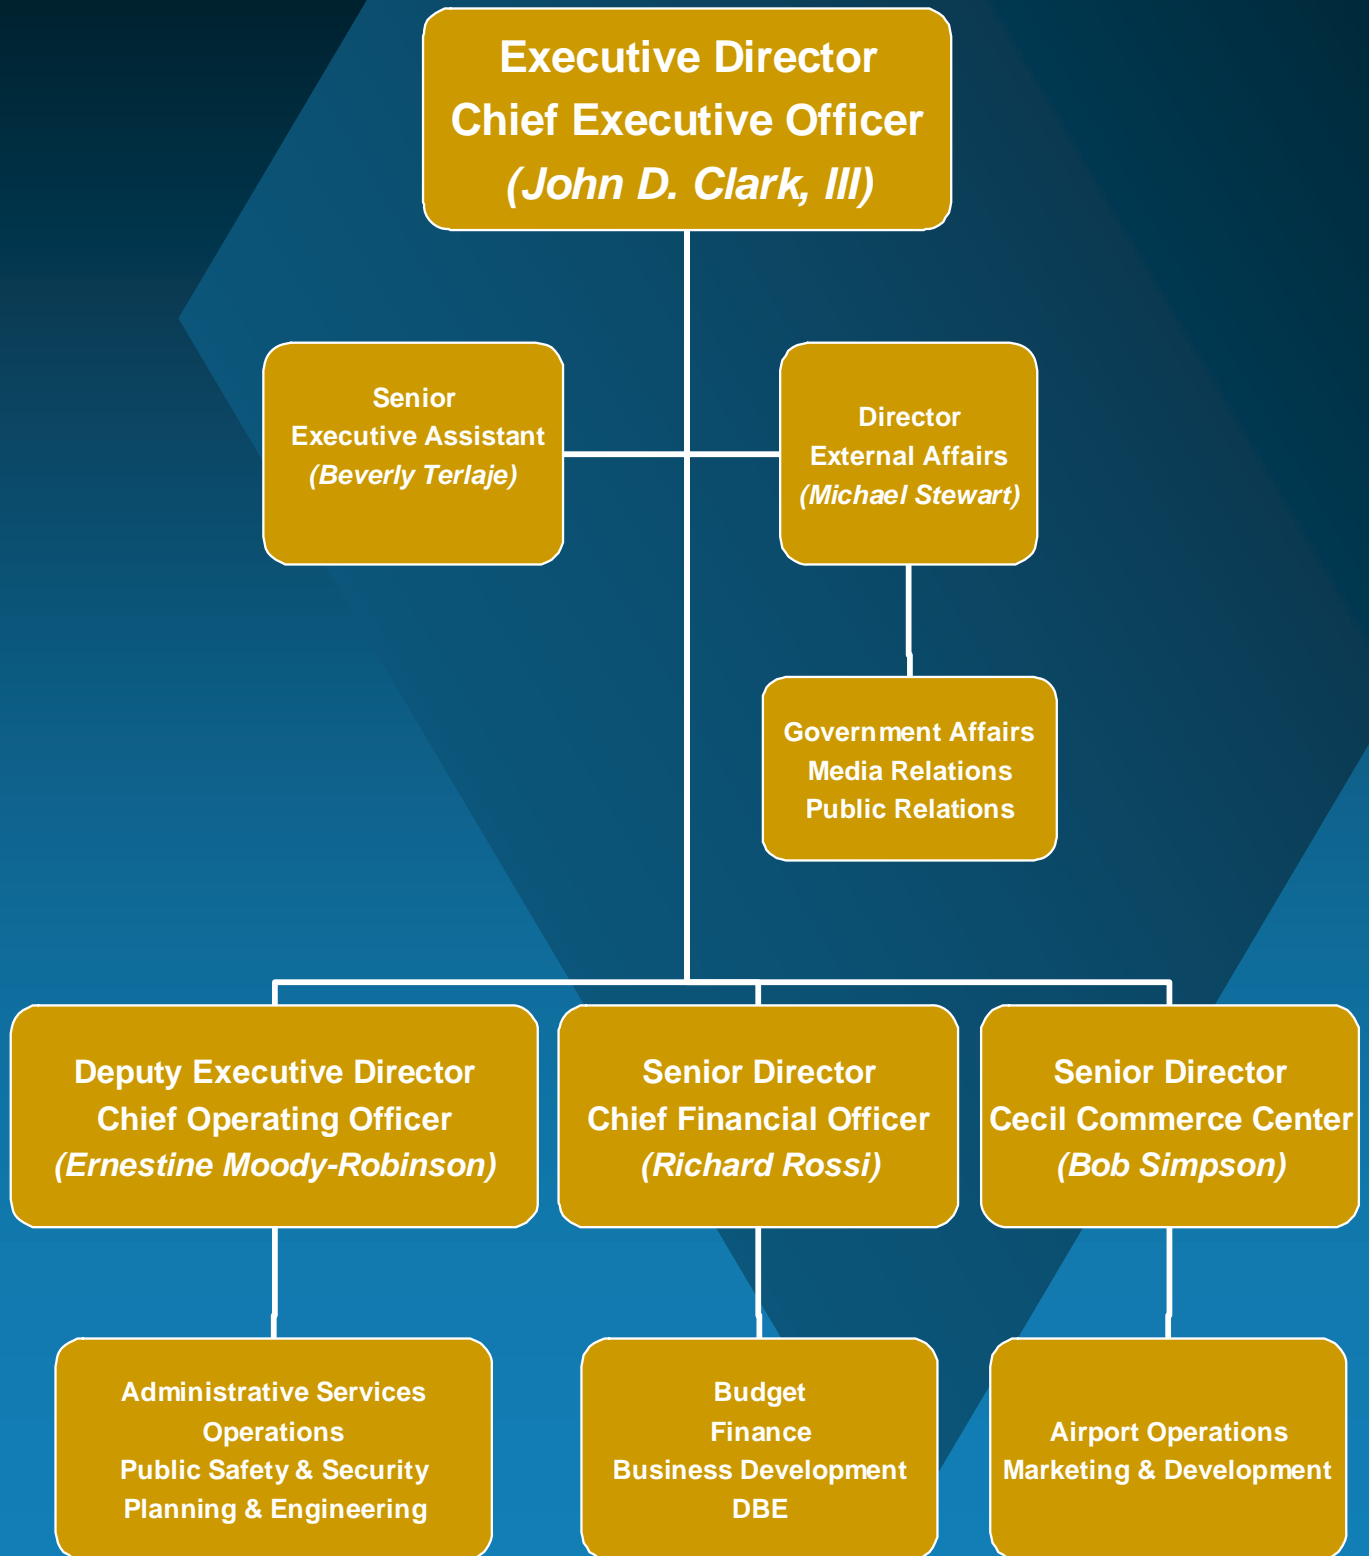 Executive Director
Chief Executive Officer
(John D. Clark, III)
Senior
Executive Assistant
(Beverly Terlaje)
Director
External Affairs
(Michael Stewart)
Government Affairs
Media Relations
Public Relations
Deputy Executive Director
Chief Operating Officer
(Ernestine Moody-Robinson)
Senior Director
Chief Financial Officer
(Richard Rossi)
Senior Director
Cecil Commerce Center
(Bob Simpson)
Administrative Services
Operations
Public Safety & Security
Planning & Engineering
Budget
Finance
Business Development
DBE
Airport Operations
Marketing & Development